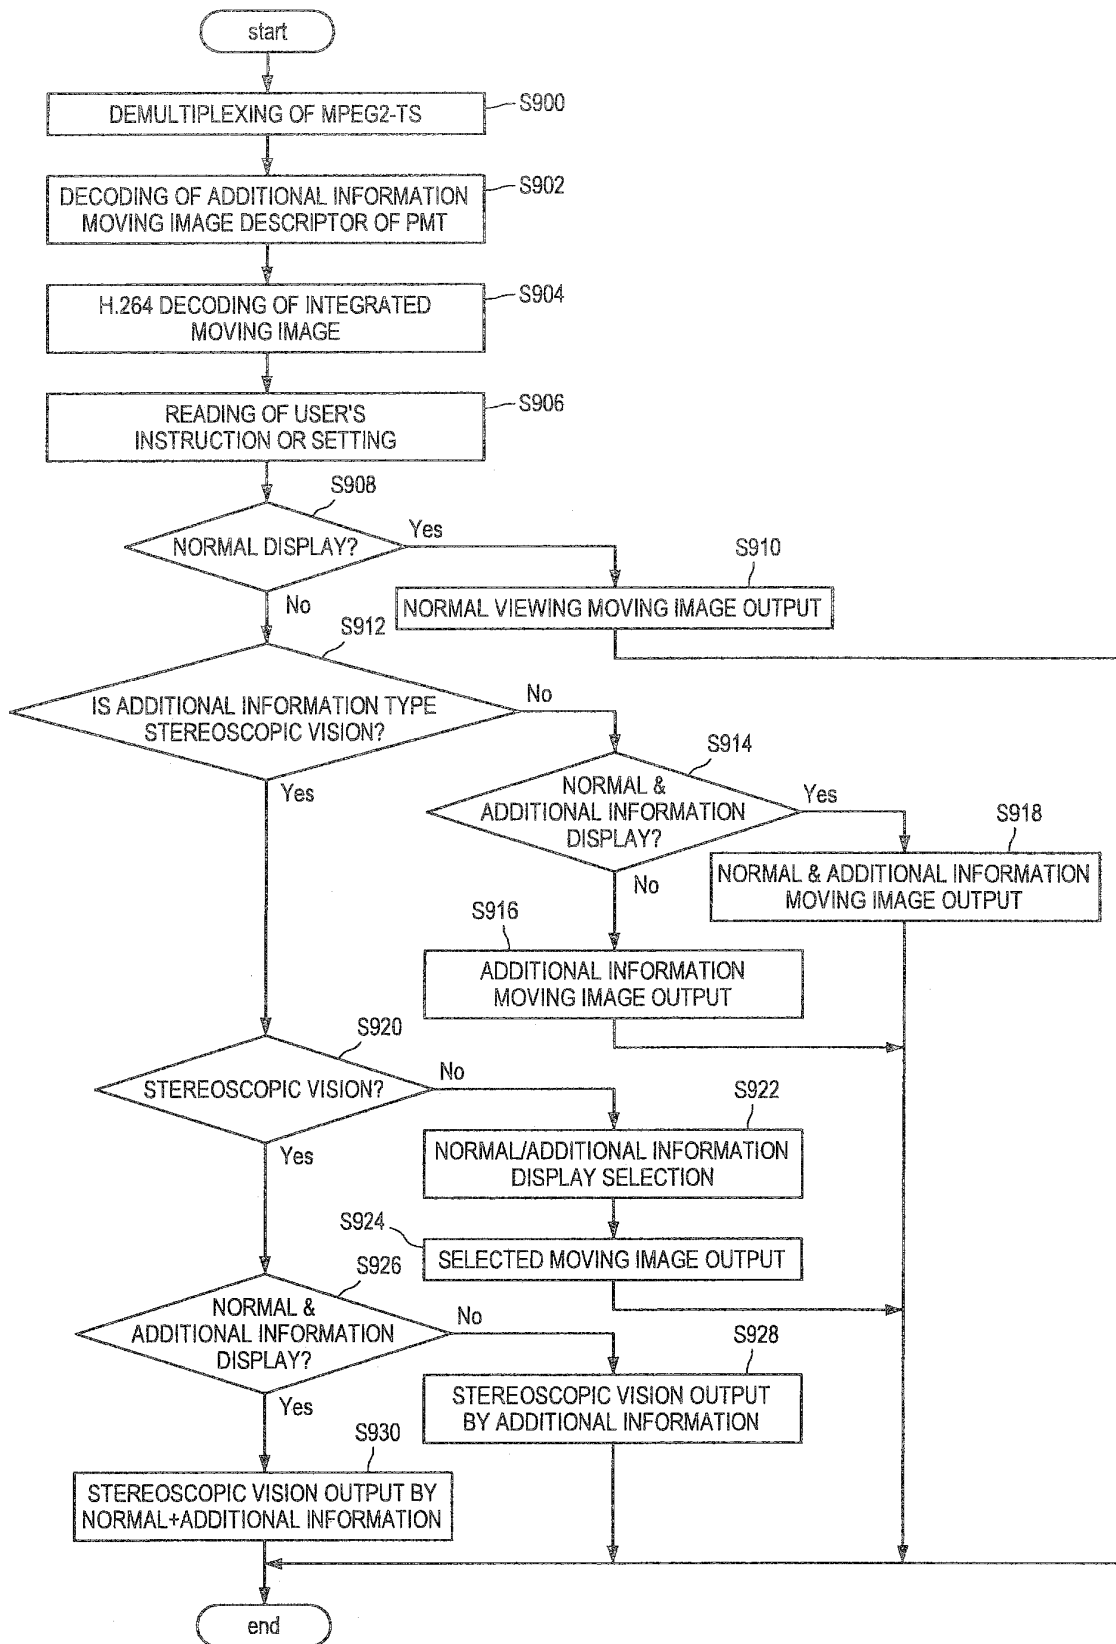 start
S900
DEMULTIPLEXING OF MPEG2-TS
S902
DECODING OF ADDITIONAL INFORMATION
MOVING IMAGE DESCRIPTOR OF PMT
S904
H.264 DECODING OF INTEGRATED
MOVING IMAGE
S906
READING OF USER'S
INSTRUCTION OR SETTING
S908
NORMAL DISPLAY?
Yes
No
S910
NORMAL VIEWING MOVING IMAGE OUTPUT
S912
IS ADDITIONAL INFORMATION TYPE
STEREOSCOPIC VISION?
No
Yes
S914
NORMAL &
ADDITIONAL INFORMATION
DISPLAY?
Yes
No
S918
NORMAL & ADDITIONAL INFORMATION
MOVING IMAGE OUTPUT
S916
ADDITIONAL INFORMATION
MOVING IMAGE OUTPUT
S920
STEREOSCOPIC VISION?
No
Yes
S922
NORMAL/ADDITIONAL INFORMATION
DISPLAY SELECTION
S924
SELECTED MOVING IMAGE OUTPUT
S926
NORMAL &
ADDITIONAL INFORMATION
DISPLAY?
No
Yes
S928
STEREOSCOPIC VISION OUTPUT
BY ADDITIONAL INFORMATION
S930
STEREOSCOPIC VISION OUTPUT BY
NORMAL+ADDITIONAL INFORMATION
end